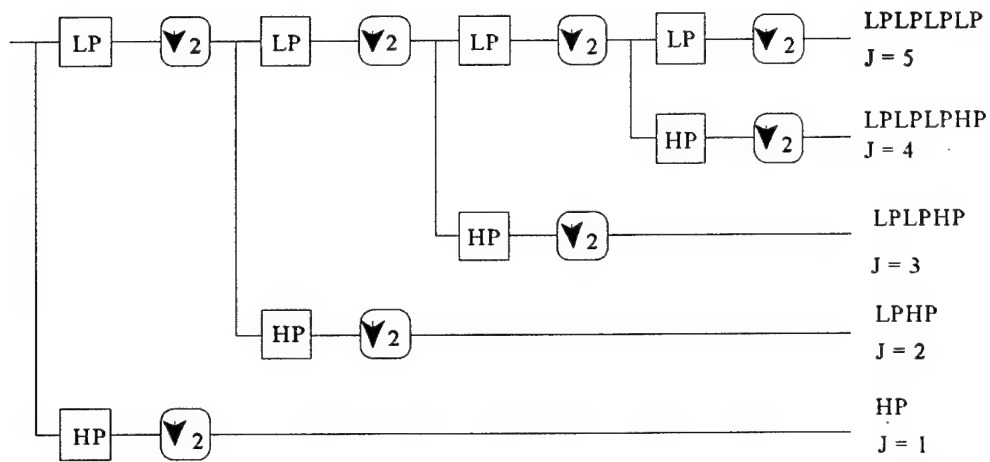 LP 2 LP 2 LP 2 LP 2 LPLPLPLP
J = 5
HP 2 LPLPLPHP
J = 4
HP 2 LPLPHP
J = 3
HP 2 LPHP
J = 2
HP 2 HP
J = 1